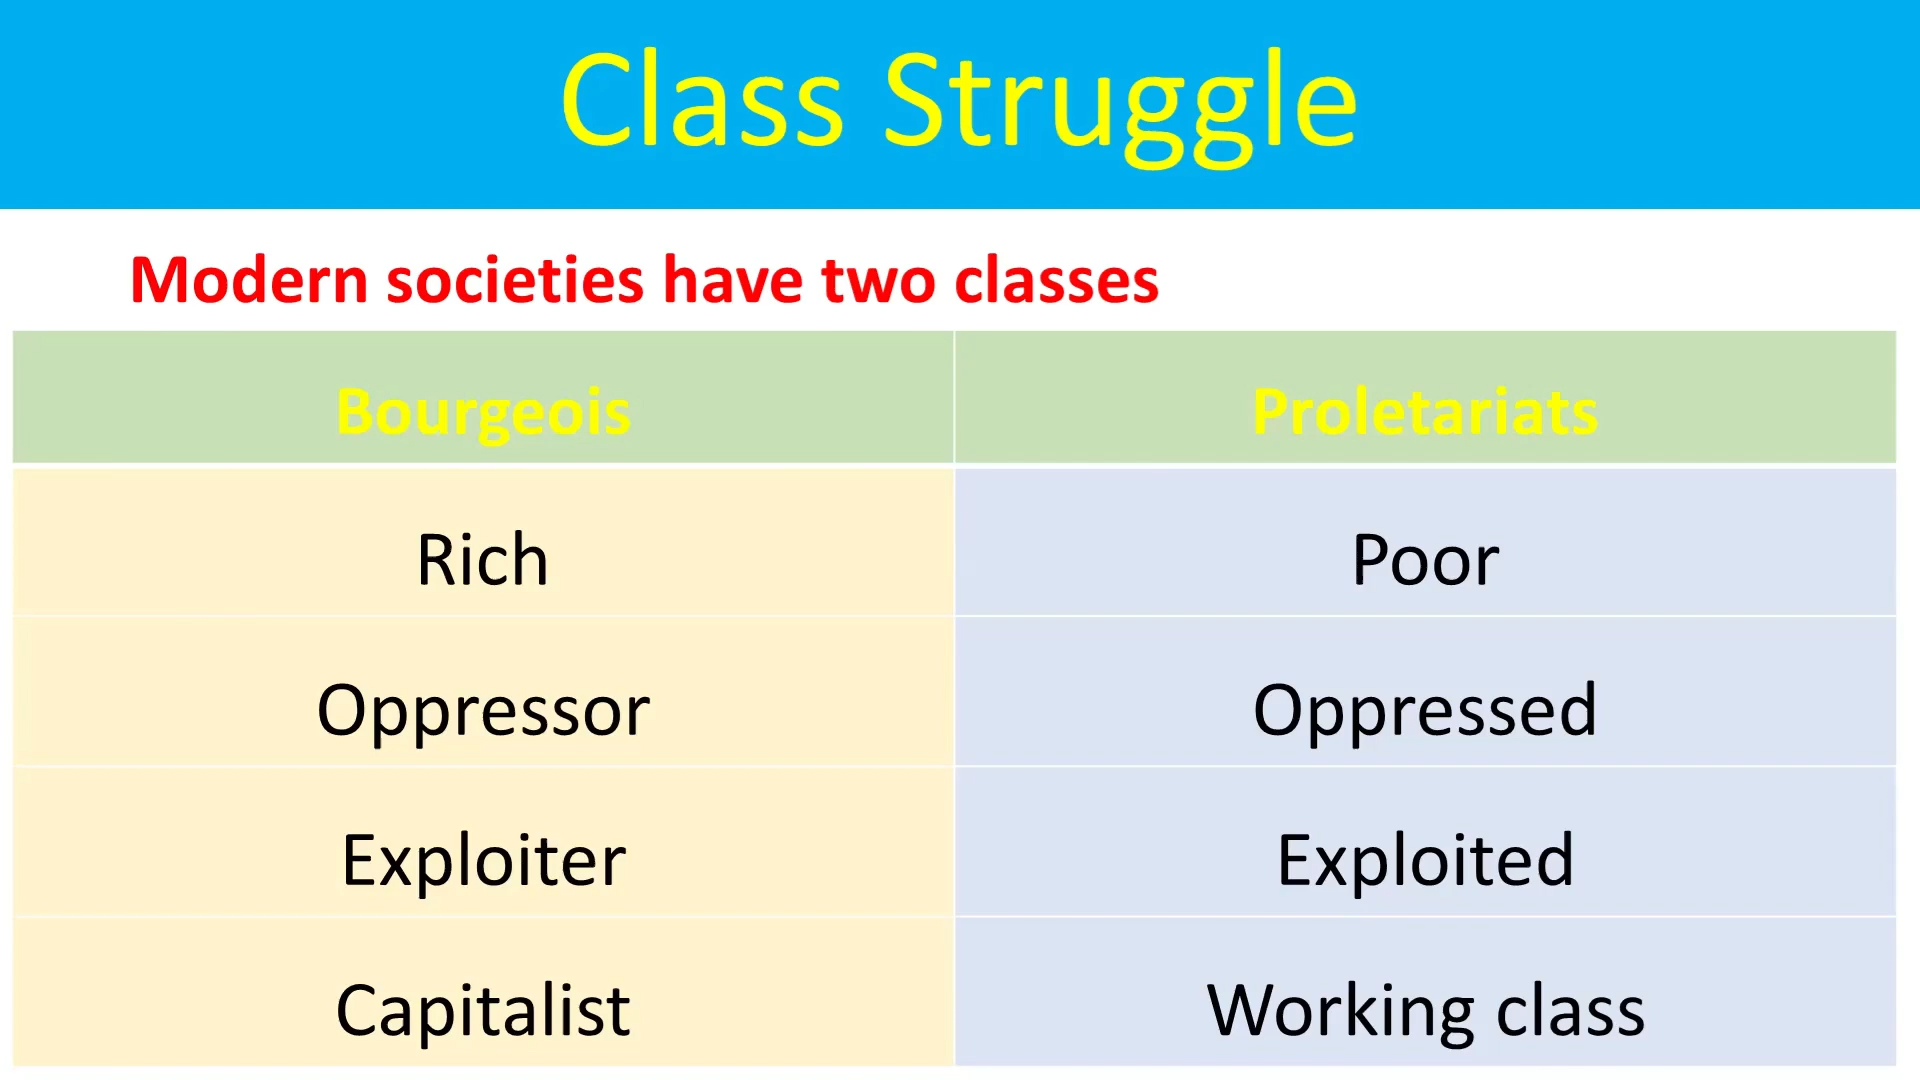 Class Struggle
Modern societies have two classes
Bourgeois Proletariats
Rich Poor
Oppressor Oppressed
Exploiter Exploited
Capitalist Working class